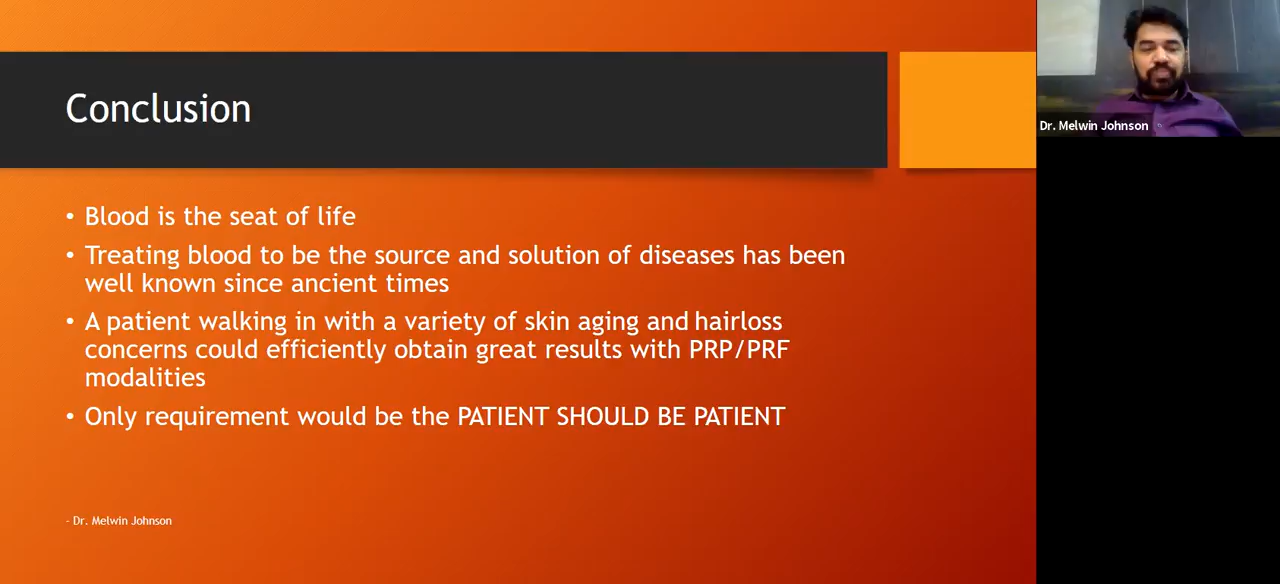 Conclusion
• Blood is the seat of life
• Treating blood to be the source and solution of diseases has been
well known since ancient times
• A patient walking in with a variety of skin aging and hairloss
concerns could efficiently obtain great results with PRP/PRF
modalities
• Only requirement would be the PATIENT SHOULD BE PATIENT
- Dr. Melwin Johnson
Dr. Melwin Johnson